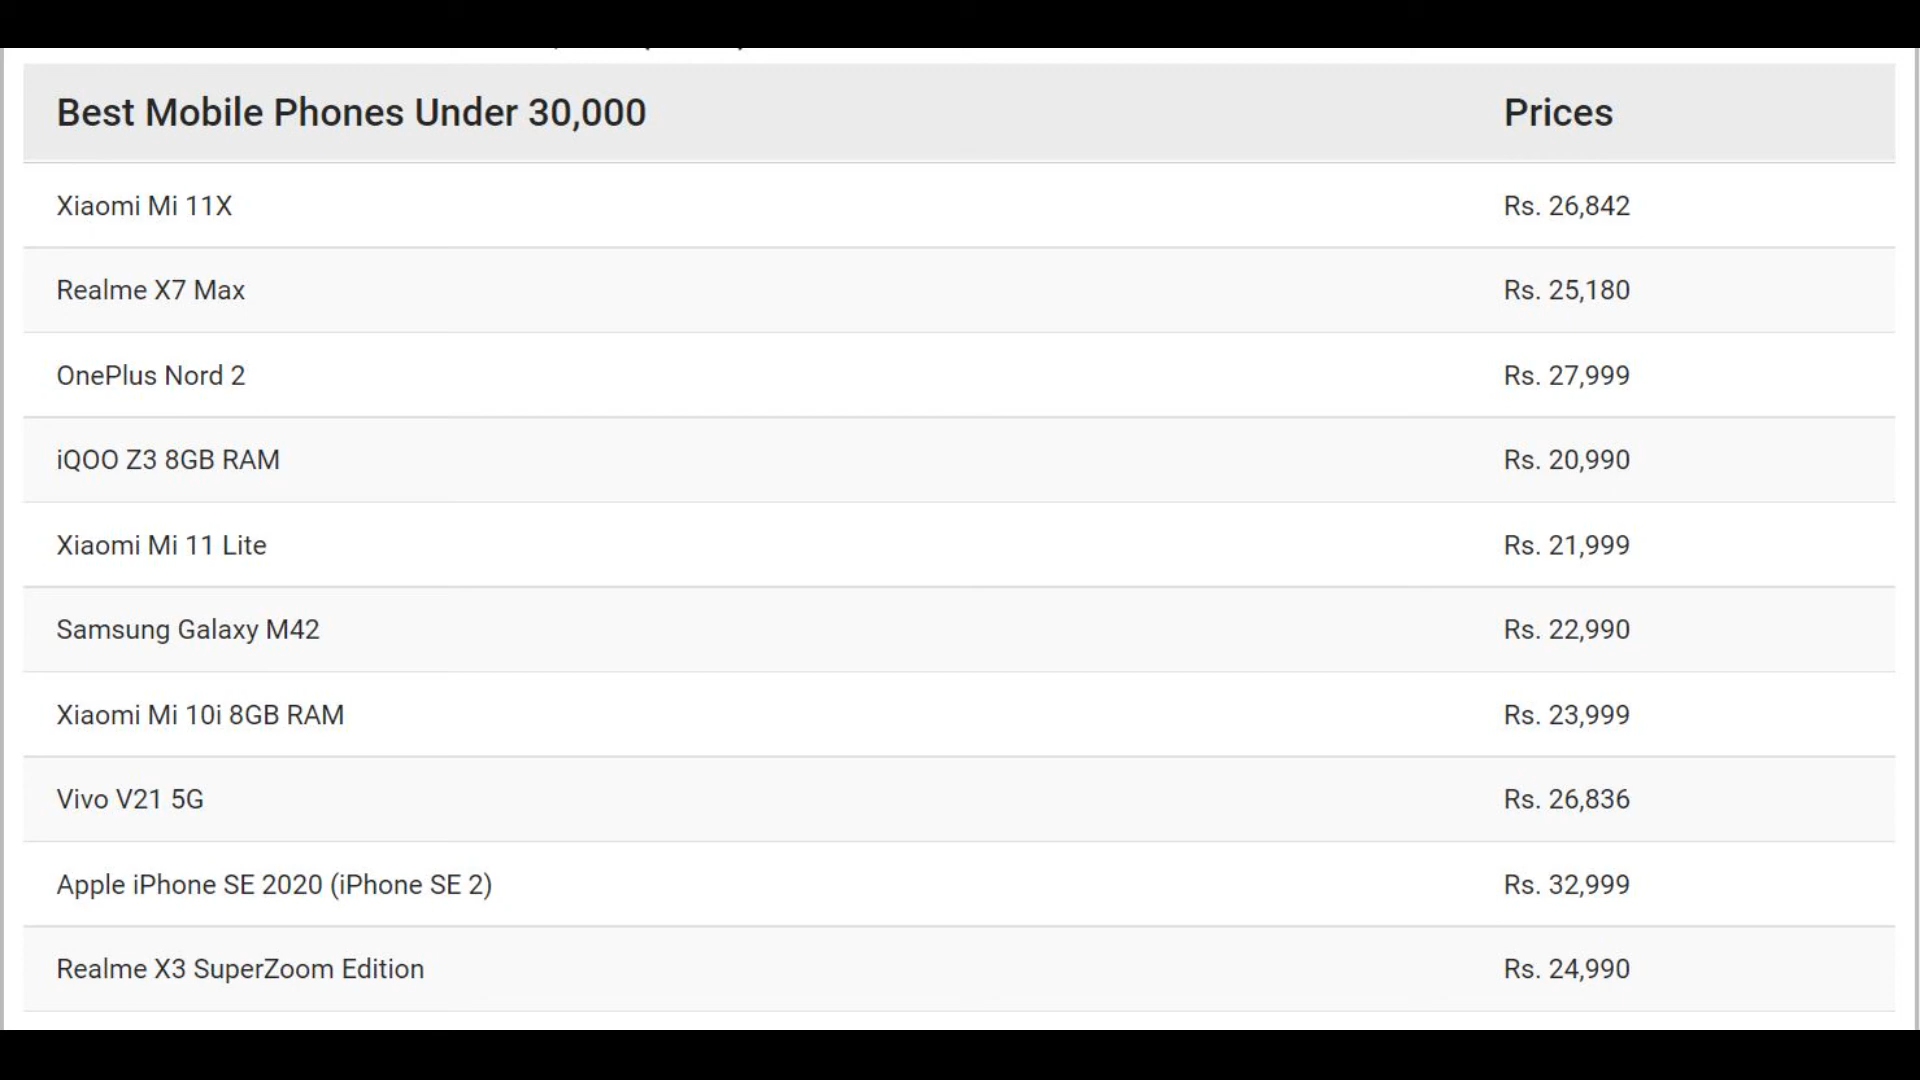 Best Mobile Phones Under 30,000 Prices
Xiaomi Mi 11X Rs. 26,842
Realme X7 Max Rs. 25,180
OnePlus Nord 2 Rs. 27,999
iQOO Z3 8GB RAM Rs. 20,990
Xiaomi Mi 11 Lite Rs. 21,999
Samsung Galaxy M42 Rs. 22,990
Xiaomi Mi 10i 8GB RAM Rs. 23,999
Vivo V21 5G Rs. 26,836
Apple iPhone SE 2020 (iPhone SE 2) Rs. 32,999
Realme X3 SuperZoom Edition Rs. 24,990